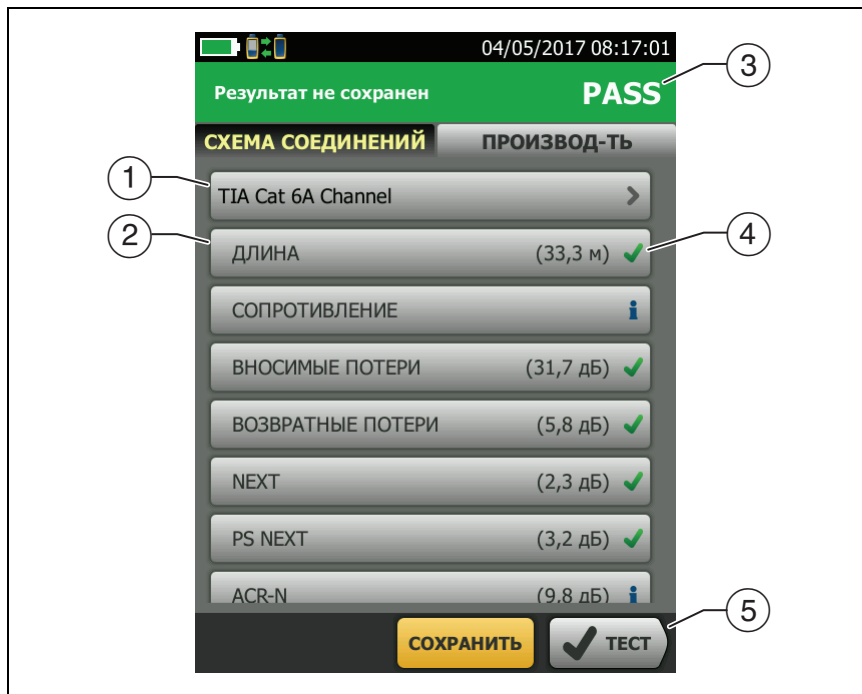 04/05/2017 08:17:01
Результат не сохранен PASS
СХЕМА СОЕДИНЕНИЙ ПРОИЗВОД-ТЬ
TIA Cat 6A Channel
ДЛИНА (33,3 м)
СОПРОТИВЛЕНИЕ
ВНОСИМЫЕ ПОТЕРИ (31,7 дБ)
ВОЗВРАТНЫЕ ПОТЕРИ (5,8 дБ)
NEXT (2,3 дБ)
PS NEXT (3,2 дБ)
ACR-N (9,8 дБ)
СОХРАНИТЬ ТЕСТ
1
2
3
4
5